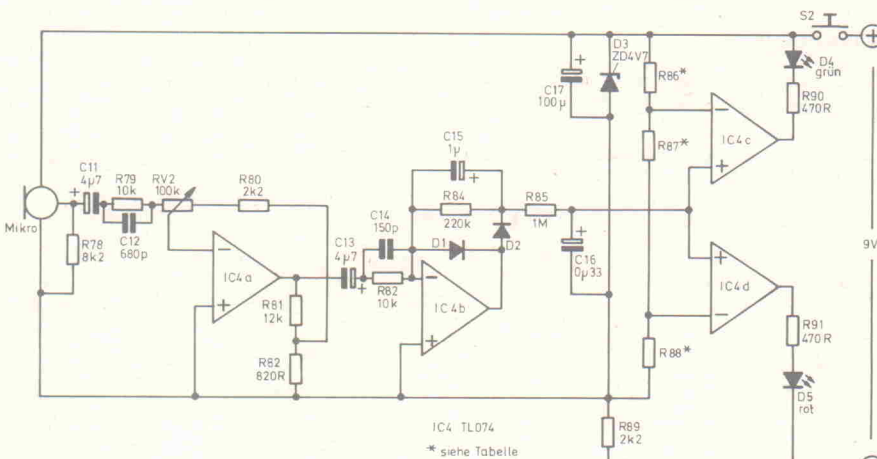 S2
D3
ZD4V7
D4
grün
C17
100µ
R86*
R90
470R
IC4c
R87*
C15
1µ
C11
4µ7
R79
10k
RV2
100k
R80
2k2
R84
220k
R85
1M
C14
150p
C12
680p
Mikro
R78
8k2
C13
4µ7
D1
D2
C16
0µ33
9V
IC4a
R82
10k
IC4b
IC4d
R81
12k
R91
470R
R88*
R82
820R
D5
rot
IC4 TL074
R89
2k2
* siehe Tabelle